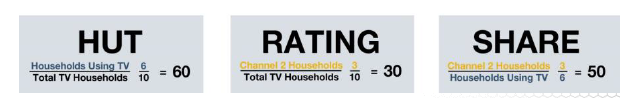 HUT
Households Using TV 6
Total TV Households 10
= 60
RATING
Channel 2 Households 3
Total TV Households 10
= 30
SHARE
Channel 2 Households 3
Households Using TV 6
= 50